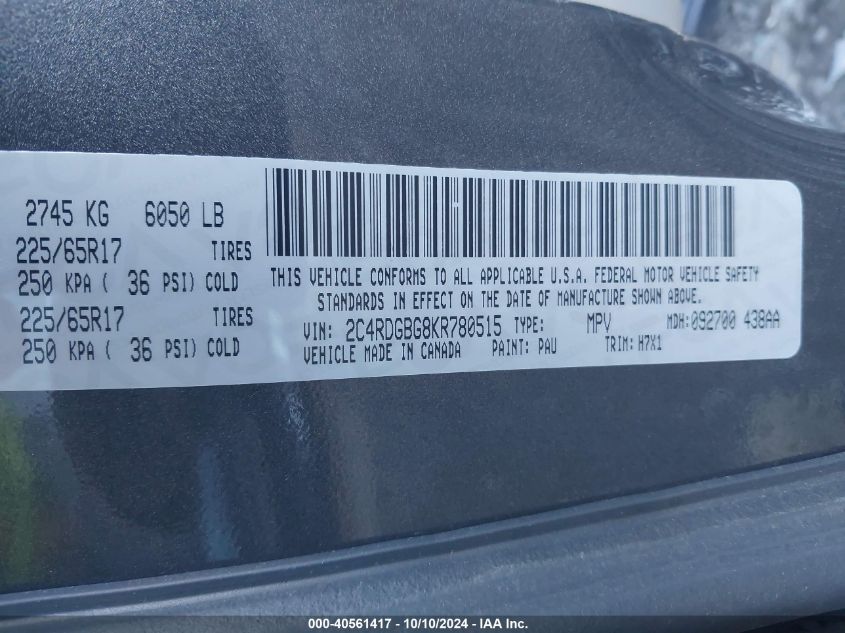 2745 KG 6050 LB
225/65R17 TIRES
250 KPA ( 36 PSI) COLD
225/65R17 TIRES
250 KPA ( 36 PSI) COLD
THIS VEHICLE CONFORMS TO ALL APPLICABLE U.S.A. FEDERAL MOTOR VEHICLE SAFETY
STANDARDS IN EFFECT ON THE DATE OF MANUFACTURE SHOWN ABOVE.
VIN: 2C4RDGBG8KR780515 TYPE: MPV MDH:092700 438AA
VEHICLE MADE IN CANADA PAINT: PAU TRIM: H7X1
000-40561417 - 10/10/2024 - IAA Inc.